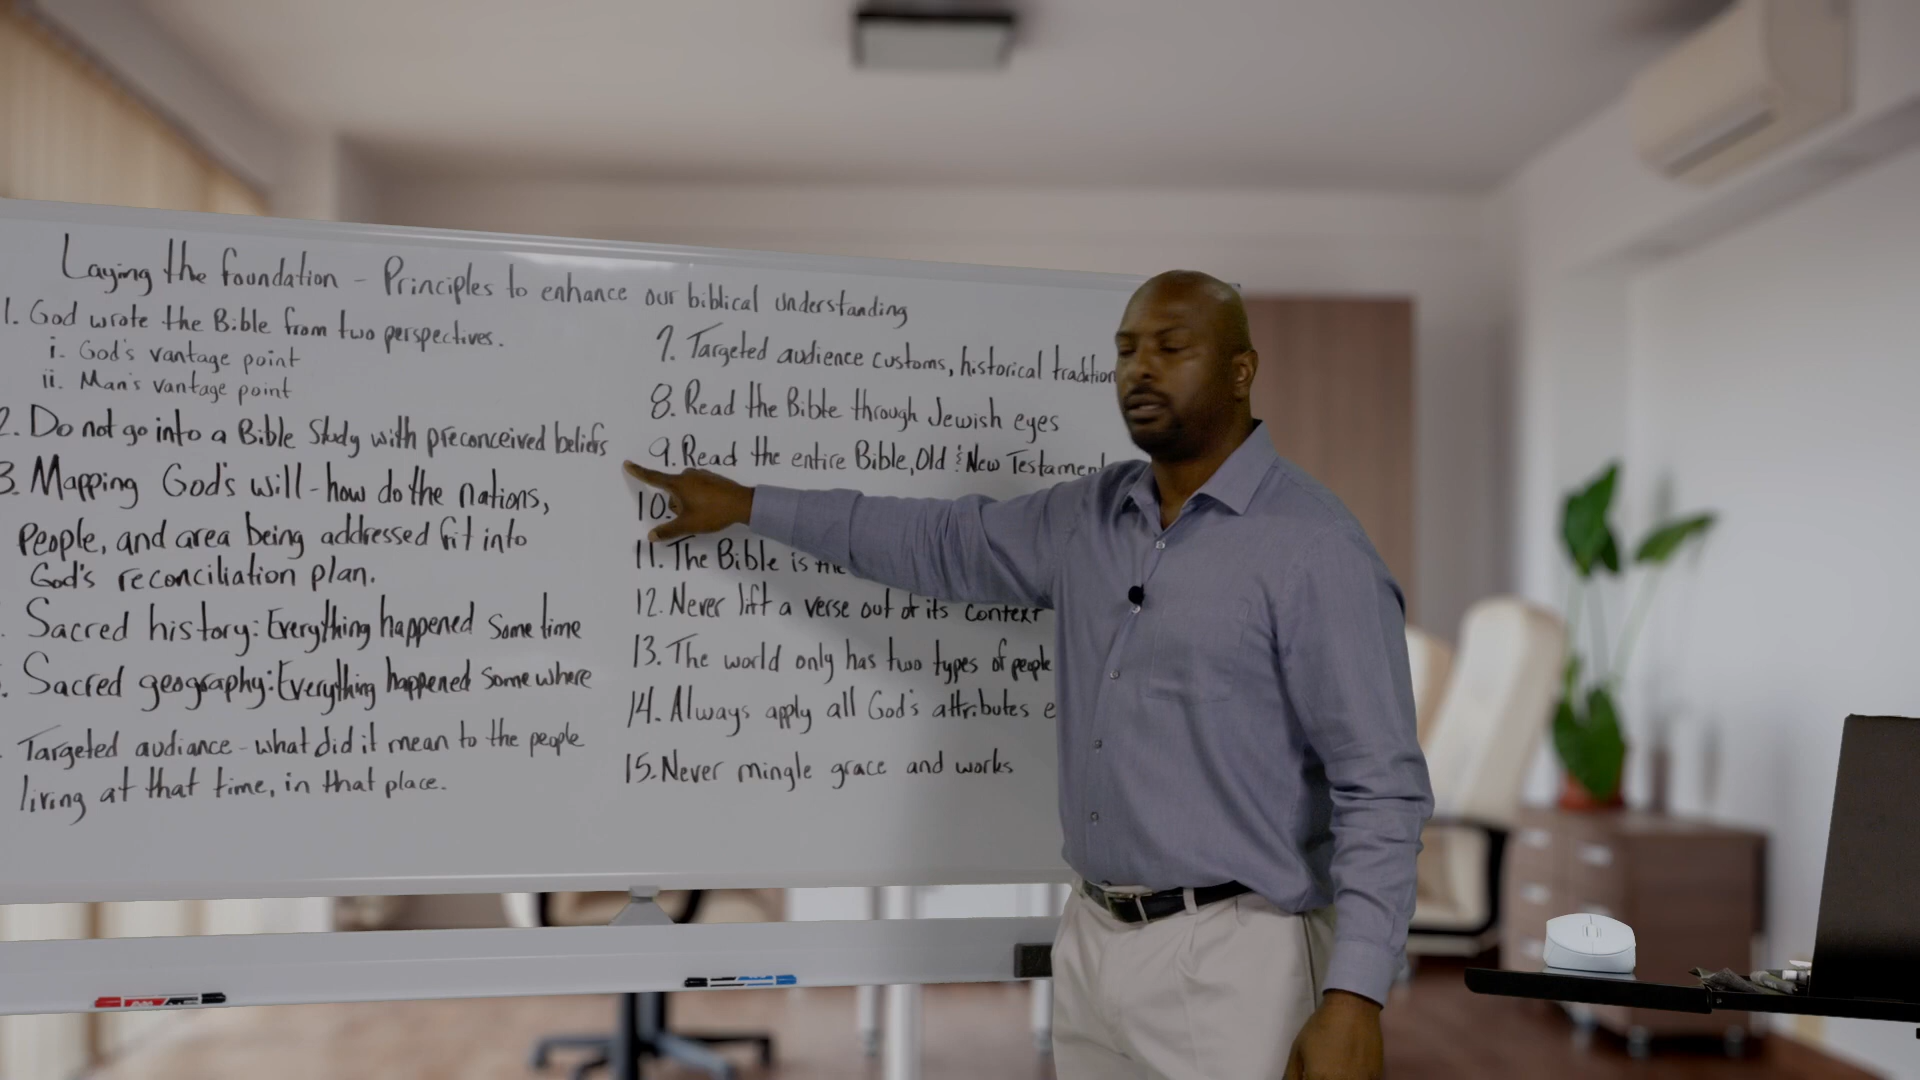 Laying the foundation - Principles to enhance our biblical understanding
1. God wrote the Bible from two perspectives.
i. God's vantage point
ii. Man's vantage point
2. Do not go into a Bible Study with preconceived beliefs
3. Mapping God's will - how do the nations,
People, and area being addressed fit into
God's reconciliation plan.
. Sacred history: Everything happened Some time
. Sacred geography: Everything happened Somewhere
. Targeted audiance - what did it mean to the people
living at that time, in that place.
7. Targeted audience customs, historical tradition
8. Read the Bible through Jewish eyes
9. Read the entire Bible, Old & New Testament
10.
11. The Bible is
12. Never lift a verse out of its context
13. The world only has two types of people
14. Always apply all God's attributes
15. Never mingle grace and works